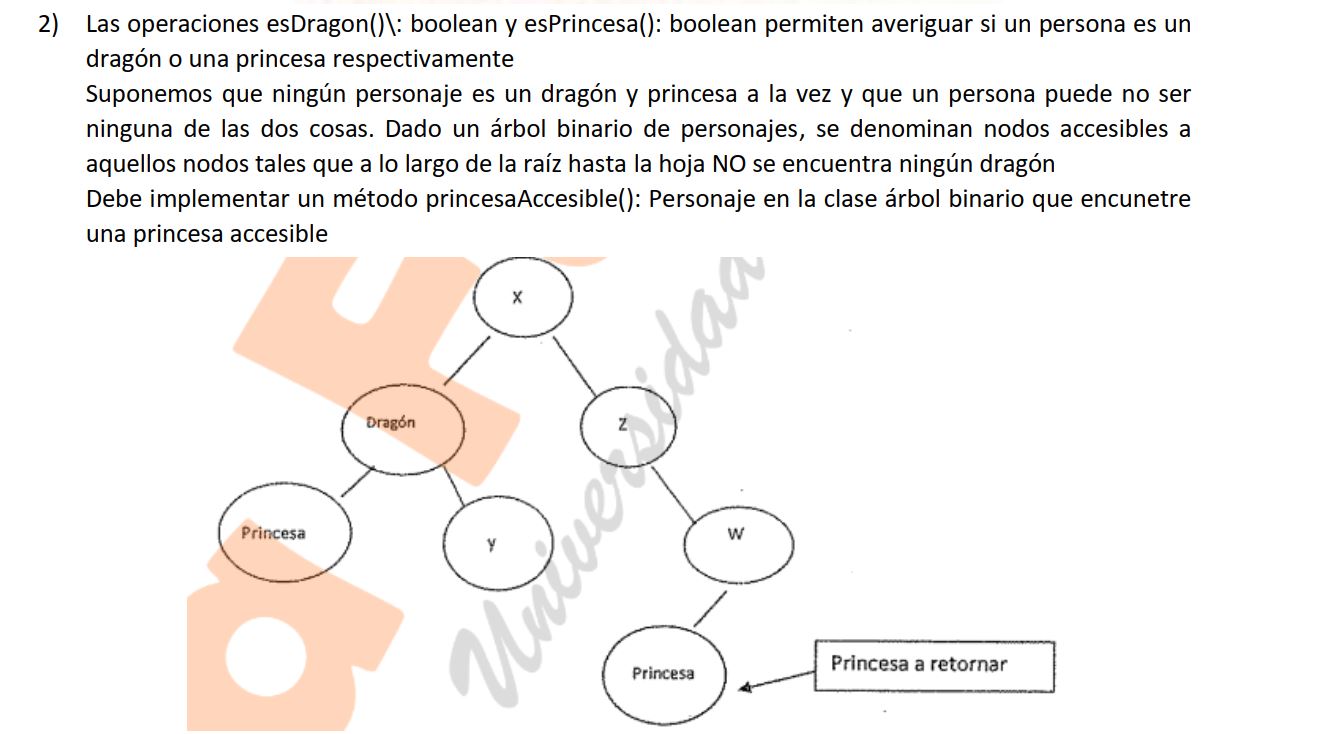 2) Las operaciones esDragon()\: boolean y esPrincesa(): boolean permiten averiguar si un persona es un
dragón o una princesa respectivamente
Suponemos que ningún personaje es un dragón y princesa a la vez y que un persona puede no ser
ninguna de las dos cosas. Dado un árbol binario de personajes, se denominan nodos accesibles a
aquellos nodos tales que a lo largo de la raíz hasta la hoja NO se encuentra ningún dragón
Debe implementar un método princesaAccesible(): Personaje en la clase árbol binario que encunetre
una princesa accesible
X
Dragón
Z
Princesa
Y
W
Princesa
Princesa a retornar
Universidad